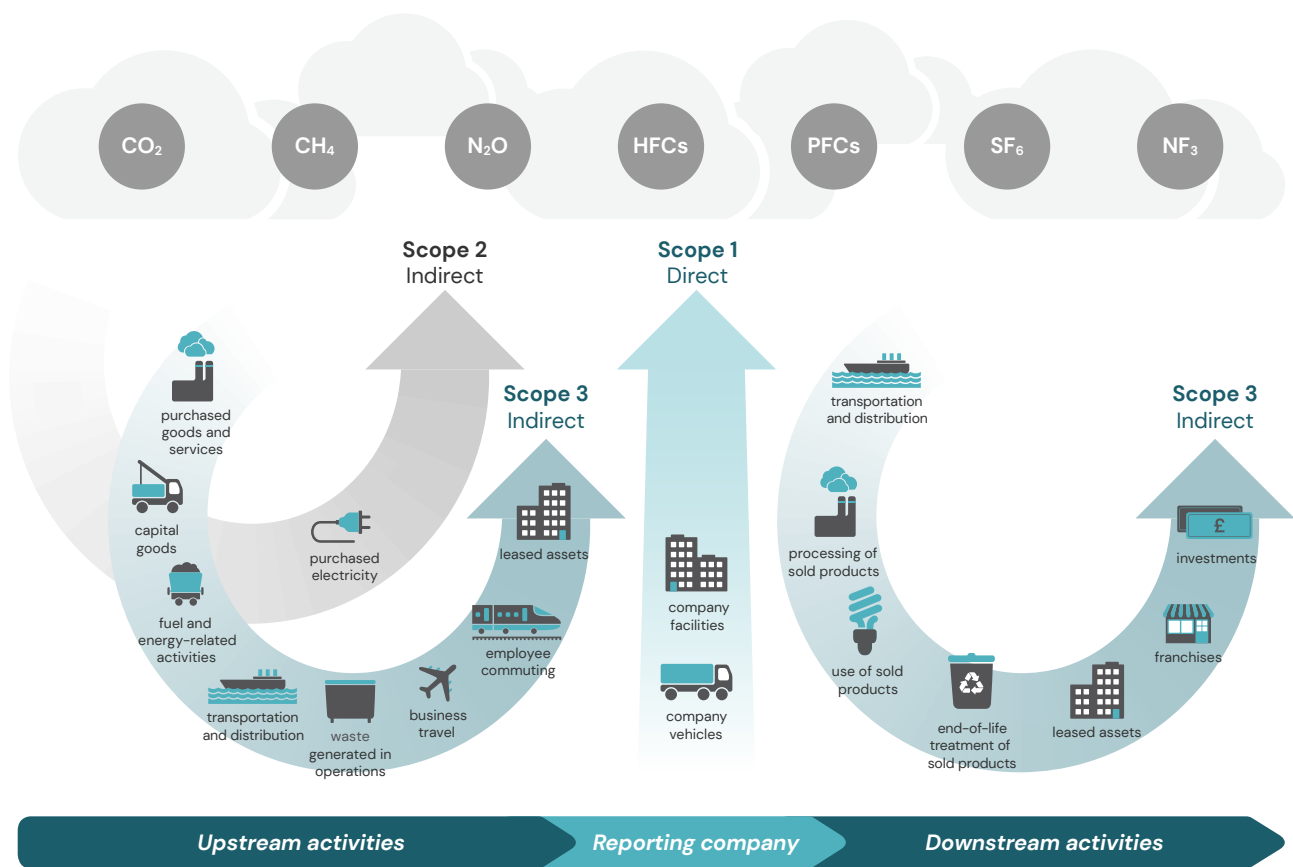 CO₂
CH₄
N₂O
HFCs
PFCs
SF₆
NF₃
Scope 2
Indirect
Scope 1
Direct
purchased
goods and
services
capital
goods
fuel and
energy-related
activities
transportation
and distribution
waste
generated in
operations
business
travel
employee
commuting
leased assets
Scope 3
Indirect
purchased
electricity
company
facilities
company
vehicles
transportation
and distribution
processing of
sold products
use of sold
products
end-of-life
treatment of
sold products
leased assets
franchises
£
investments
Scope 3
Indirect
Upstream activities
Reporting company
Downstream activities